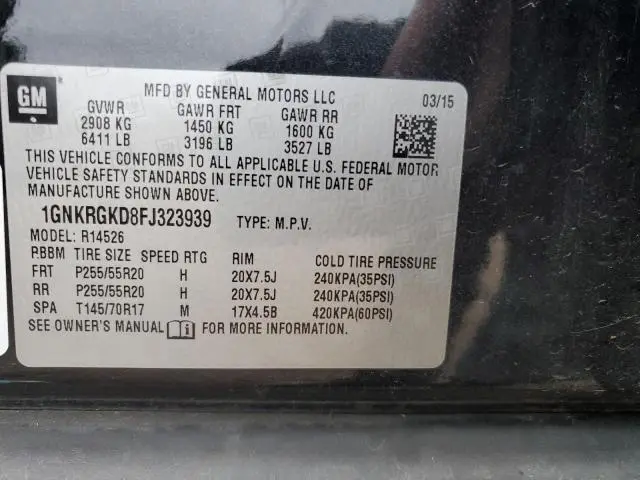 GM
MFD BY GENERAL MOTORS LLC
03/15
GVWR GAWR FRT GAWR RR
2908 KG 1450 KG 1600 KG
6411 LB 3196 LB 3527 LB
THIS VEHICLE CONFORMS TO ALL APPLICABLE U.S. FEDERAL MOTOR
VEHICLE SAFETY STANDARDS IN EFFECT ON THE DATE OF
MANUFACTURE SHOWN ABOVE.
1GNKRGKD8FJ323939 TYPE: M.P.V.
MODEL: R14526
PBBM TIRE SIZE SPEED RTG RIM COLD TIRE PRESSURE
FRT P255/55R20 H 20X7.5J 240KPA(35PSI)
RR P255/55R20 H 20X7.5J 240KPA(35PSI)
SPA T145/70R17 M 17X4.5B 420KPA(60PSI)
SEE OWNER'S MANUAL i FOR MORE INFORMATION.